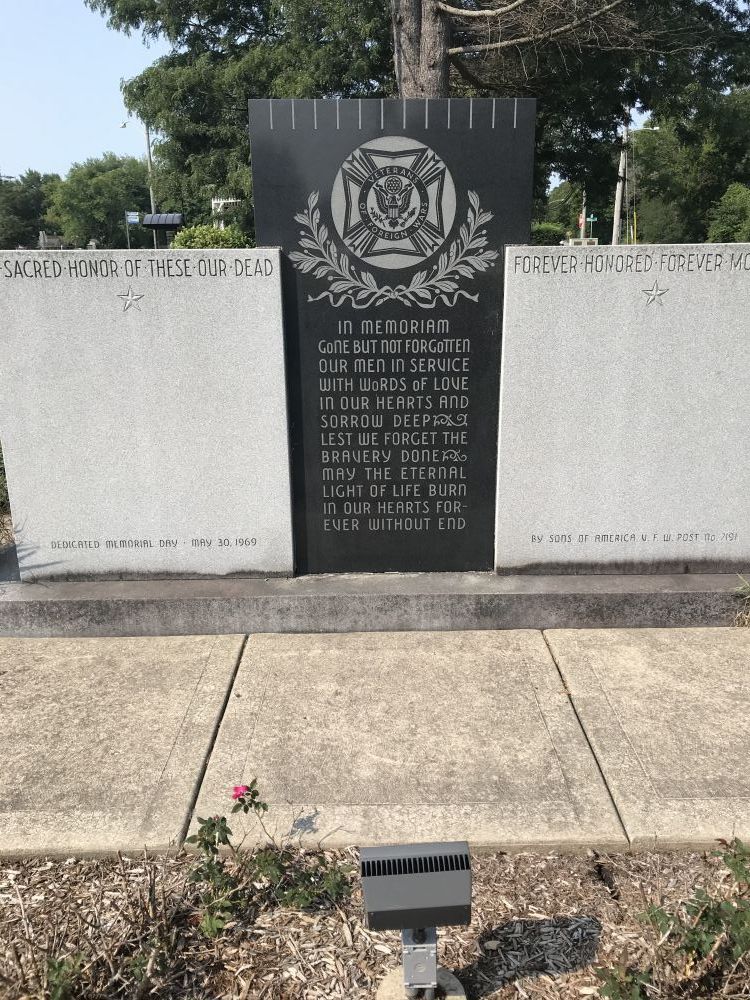 SACRED HONOR OF THESE OUR DEAD
DEDICATED MEMORIAL DAY · MAY 30, 1969
VETERANS
OF FOREIGN WARS
IN MEMORIAM
GONE BUT NOT FORGOTTEN
OUR MEN IN SERVICE
WITH WORDS OF LOVE
IN OUR HEARTS AND
SORROW DEEP
LEST WE FORGET THE
BRAVERY DONE
MAY THE ETERNAL
LIGHT OF LIFE BURN
IN OUR HEARTS FOR-
EVER WITHOUT END
FOREVER HONORED FOREVER
BY SONS OF AMERICA V. F. W. POST No.